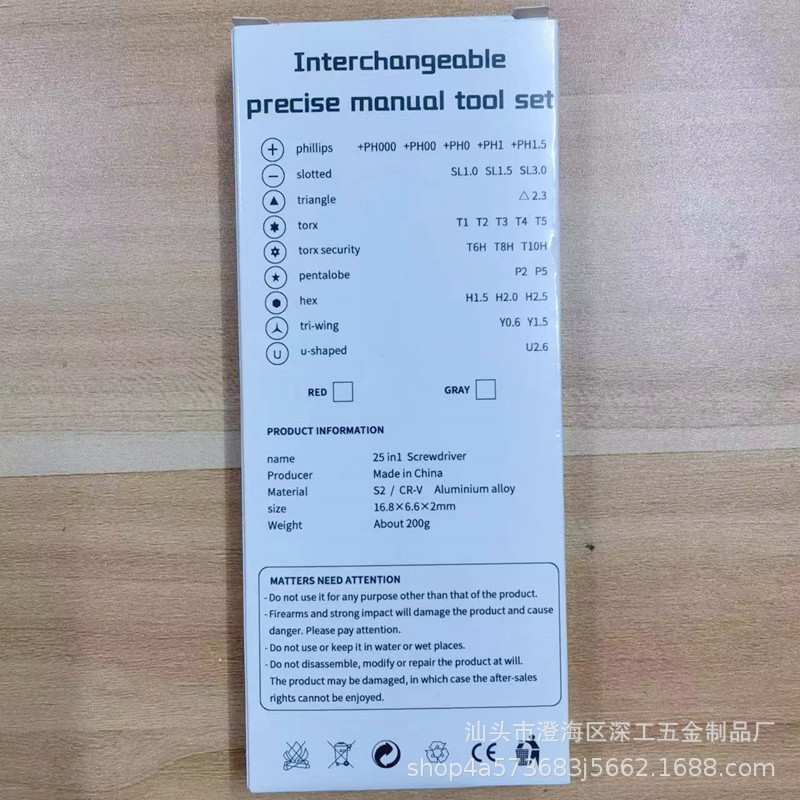 Interchangeable
precise manual tool set
phillips +PH000 +PH00 +PH0 +PH1 +PH1.5
slotted SL1.0 SL1.5 SL3.0
triangle △2.3
torx T1 T2 T3 T4 T5
torx security T6H T8H T10H
pentalobe P2 P5
hex H1.5 H2.0 H2.5
tri-wing Y0.6 Y1.5
U u-shaped U2.6
RED GRAY
PRODUCT INFORMATION
name 25 in1 Screwdriver
Producer Made in China
Material S2 / CR-V Aluminium alloy
size 16.8×6.6×2mm
Weight About 200g
MATTERS NEED ATTENTION
- Do not use it for any purpose other than that of the product.
- Firearms and strong impact will damage the product and cause
danger. Please pay attention.
- Do not use or keep it in water or wet places.
- Do not disassemble, modify or repair the product at will.
The product may be damaged, in which case the after-sales
rights cannot be enjoyed.
CE
汕头市澄海区深工五金制品厂
shop4a573683j5662.1688.com